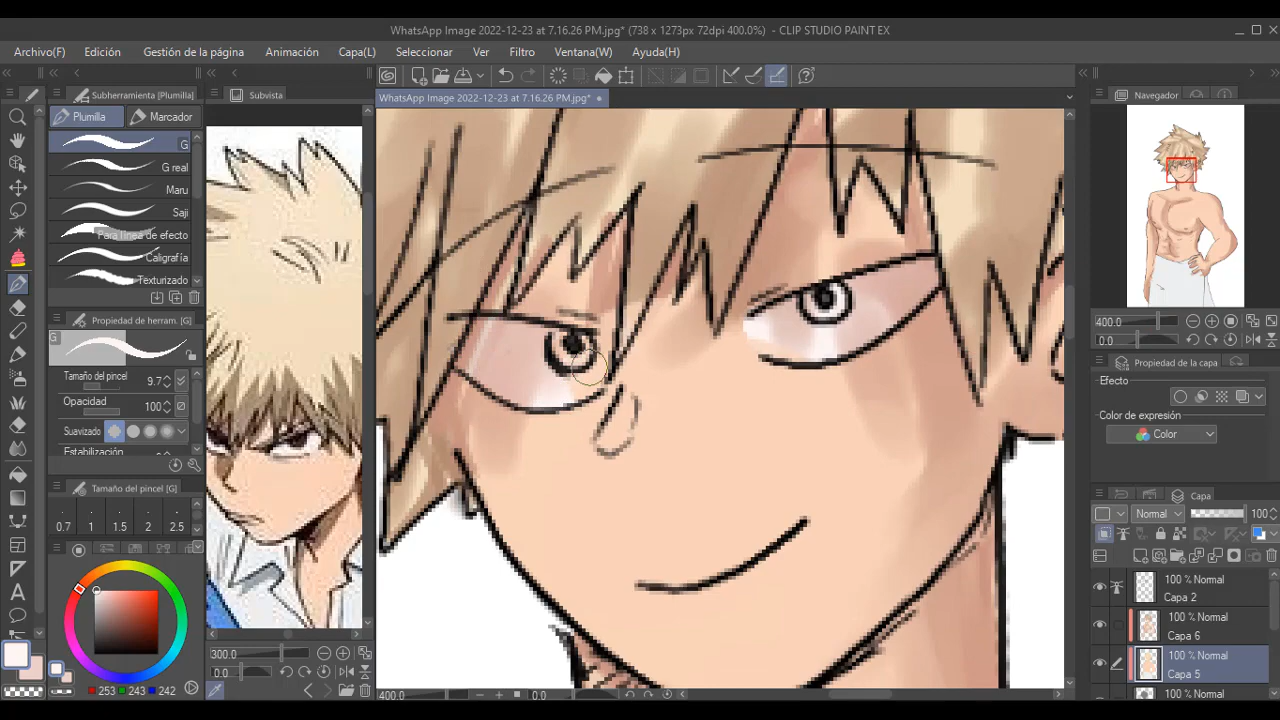 WhatsApp Image 2022-12-23 at 7.16.26 PM.jpg* (738 x 1273px 72dpi 400.0%) - CLIP STUDIO PAINT EX
Archivo(F) Edición Gestión de la página Animación Capa(L) Seleccionar Ver Filtro Ventana(W) Ayuda(H)
Subherramienta [Plumilla]
Plumilla Marcador
G
G real
Maru
Saji
Para línea de efecto
Caligrafía
Texturizado
Propiedad de herram. [G]
G
Tamaño del pincel 9.7
Opacidad 100
Suavizado
Estabilización
Tamaño del pincel [G]
0.7 1 1.5 2 2.5
253 243 242
Subvista
300.0
0.0
WhatsApp Image 2022-12-23 at 7.16.26 PM.jpg*
400.0 0.0
Navegador
400.0
0.0
Propiedad de la capa
Efecto
Color de expresión
Color
Capa
Normal 100
100 % Normal
Capa 2
100 % Normal
Capa 6
100 % Normal
Capa 5
100 % Normal